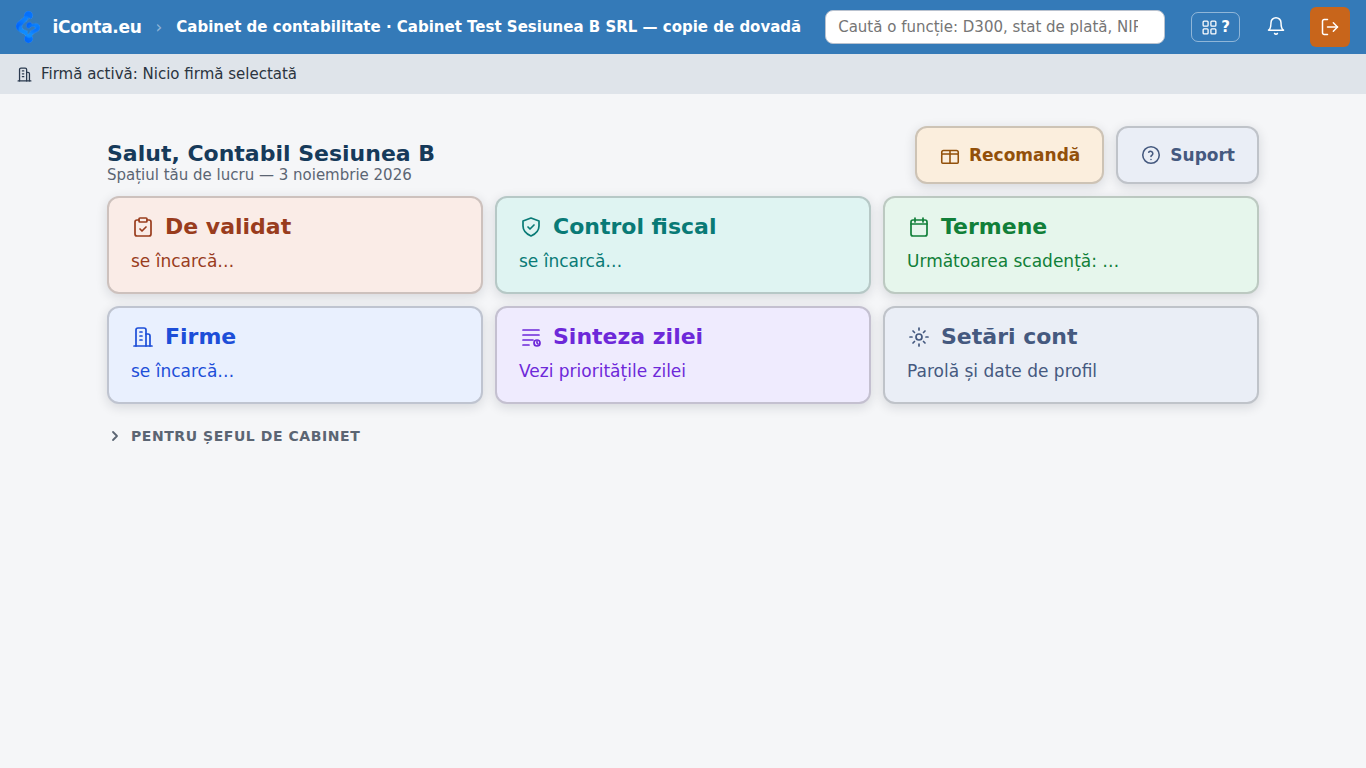 iConta.eu › Cabinet de contabilitate · Cabinet Test Sesiunea B SRL — copie de dovadă
Caută o funcție: D300, stat de plată, NIF
?
Firmă activă: Nicio firmă selectată
Salut, Contabil Sesiunea B
Spațiul tău de lucru — 3 noiembrie 2026
Recomandă
Suport
De validat
se încarcă…
Control fiscal
se încarcă…
Termene
Următoarea scadență: …
Firme
se încarcă…
Sinteza zilei
Vezi prioritățile zilei
Setări cont
Parolă și date de profil
PENTRU ȘEFUL DE CABINET